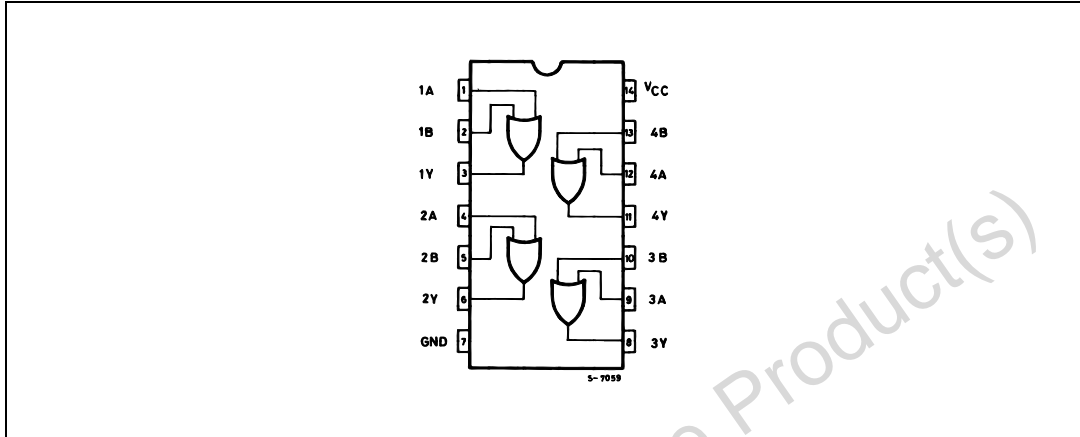 1A 1 14 VCC
1B 2 13 4B
1Y 3 12 4A
2A 4 11 4Y
2B 5 10 3B
2Y 6 9 3A
GND 7 8 3Y
S-7059
Product(s)